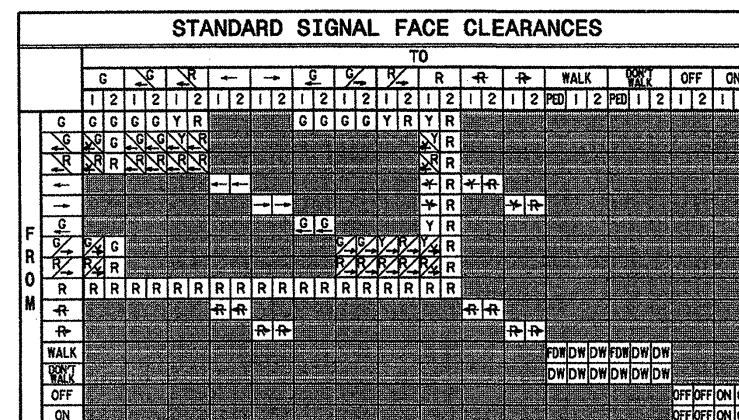 STANDARD SIGNAL FACE CLEARANCES
TO
G G R ← → G G R R R R WALK DON'T WALK OFF ON
1 2 1 2 1 2 1 2 1 2 1 2 1 2 1 2 1 2 1 2 1 2 PED 1 2 PED 1 2 1 2 1
FROM
G G G G G Y R G G G G Y R Y R
G G R G G Y R Y R
R R R R R R R R R
← ← ← Y R Y R
→ → → Y R Y R
G G G Y R
G G G G G Y R Y R
R R R R R R R Y R
R R R R R R R R R R R R R R R R R R R
R R R R R
R R R R R
WALK FDW DW DW FDW DW DW
DON'T WALK DW DW DW DW DW DW
OFF OFF OFF ON
ON OFF OFF ON